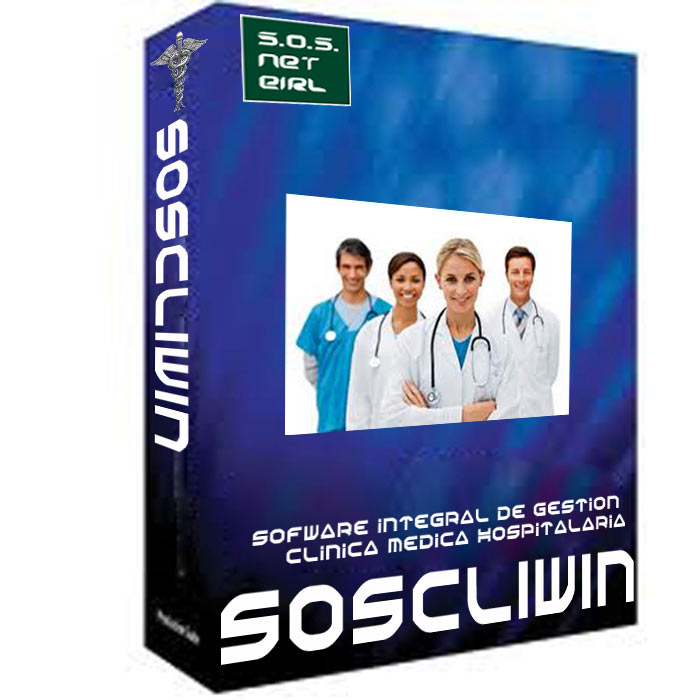 S.O.S.
NET
EIRL
SOSCLIWIN
SOFWARE INTEGRAL DE GESTION
CLINICA MEDICA HOSPITALARIA
SOSCLIWIN